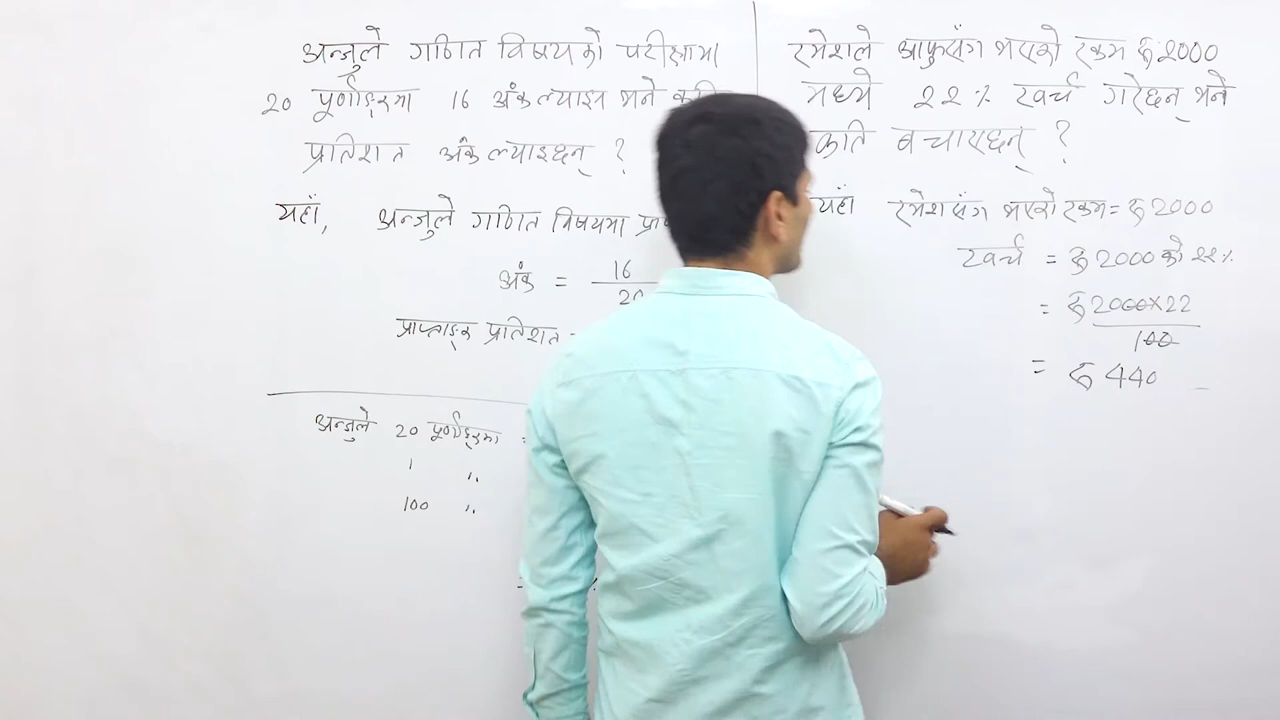 अन्जुले गणित विषयको परीक्षामा
20 पूर्णाङ्कमा 16 अंक ल्याइन् भने
प्रतिशत अंक ल्याइछन् ?
यहाँ, अन्जुले गणित विषयमा
अंक = 16
20
प्राप्ताङ्क प्रतिशत
अन्जुले 20 पूर्णाङ्कमा
1 "
100 "
रमेशले आफुसंग भएको रकम रु 2000
मध्ये 22% खर्च गरेछन् भने
कति बचाएछन् ?
यहाँ रमेशसंग भएको रकम = रु 2000
खर्च = रु 2000 को 22%
= रु 2000×22
100
= रु 440